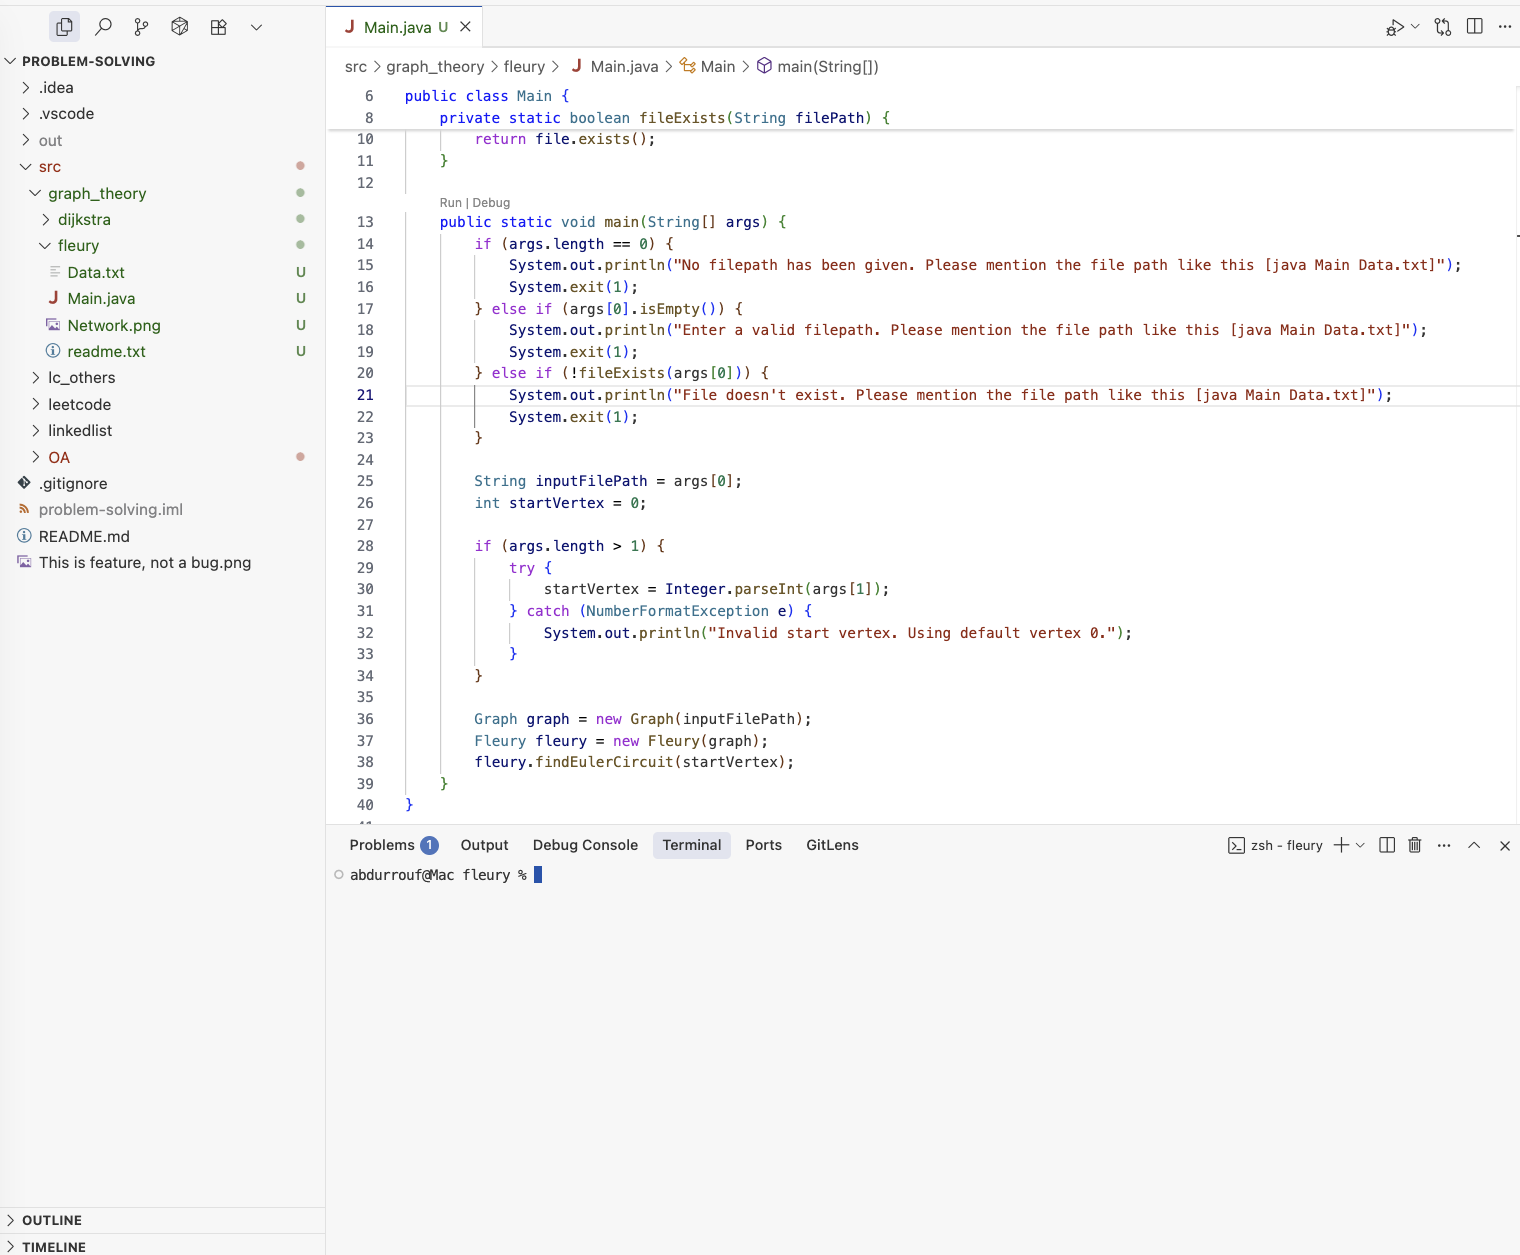 PROBLEM-SOLVING
.idea
.vscode
out
src
graph_theory
dijkstra
fleury
Data.txt U
Main.java U
Network.png U
readme.txt U
lc_others
leetcode
linkedlist
OA
.gitignore
problem-solving.iml
README.md
This is feature, not a bug.png
OUTLINE
TIMELINE
J Main.java U
src > graph_theory > fleury > J Main.java > Main > main(String[])
6 public class Main {
8 private static boolean fileExists(String filePath) {
10 return file.exists();
11 }
12
Run | Debug
13 public static void main(String[] args) {
14 if (args.length == 0) {
15 System.out.println("No filepath has been given. Please mention the file path like this [java Main Data.txt]");
16 System.exit(1);
17 } else if (args[0].isEmpty()) {
18 System.out.println("Enter a valid filepath. Please mention the file path like this [java Main Data.txt]");
19 System.exit(1);
20 } else if (!fileExists(args[0])) {
21 System.out.println("File doesn't exist. Please mention the file path like this [java Main Data.txt]");
22 System.exit(1);
23 }
24
25 String inputFilePath = args[0];
26 int startVertex = 0;
27
28 if (args.length > 1) {
29 try {
30 startVertex = Integer.parseInt(args[1]);
31 } catch (NumberFormatException e) {
32 System.out.println("Invalid start vertex. Using default vertex 0.");
33 }
34 }
35
36 Graph graph = new Graph(inputFilePath);
37 Fleury fleury = new Fleury(graph);
38 fleury.findEulerCircuit(startVertex);
39 }
40 }
Problems 1 Output Debug Console Terminal Ports GitLens zsh - fleury
abdurrouf@Mac fleury %